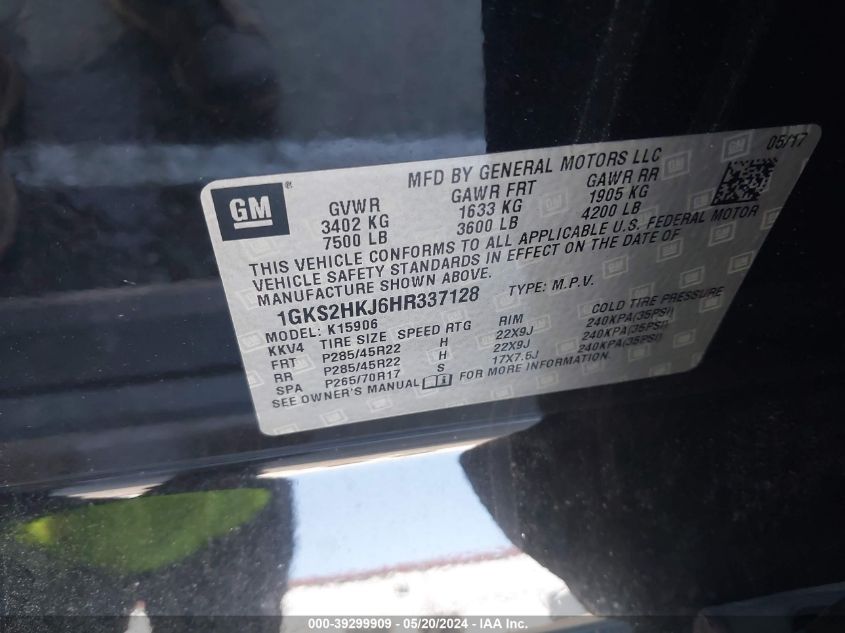 GM
MFD BY GENERAL MOTORS LLC
05/17
GVWR GAWR FRT GAWR RR
3402 KG 1633 KG 1905 KG
7500 LB 3600 LB 4200 LB
THIS VEHICLE CONFORMS TO ALL APPLICABLE U.S. FEDERAL MOTOR
VEHICLE SAFETY STANDARDS IN EFFECT ON THE DATE OF
MANUFACTURE SHOWN ABOVE.
1GKS2HKJ6HR337128 TYPE: M.P.V.
MODEL: K15906
KKV4 TIRE SIZE SPEED RTG RIM COLD TIRE PRESSURE
FRT P285/45R22 H 22X9J 240KPA(35PSI)
RR P285/45R22 H 22X9J 240KPA(35PSI)
SPA P265/70R17 S 17X7.5J 240KPA(35PSI)
SEE OWNER'S MANUAL FOR MORE INFORMATION.
000-39299909 - 05/20/2024 - IAA Inc.